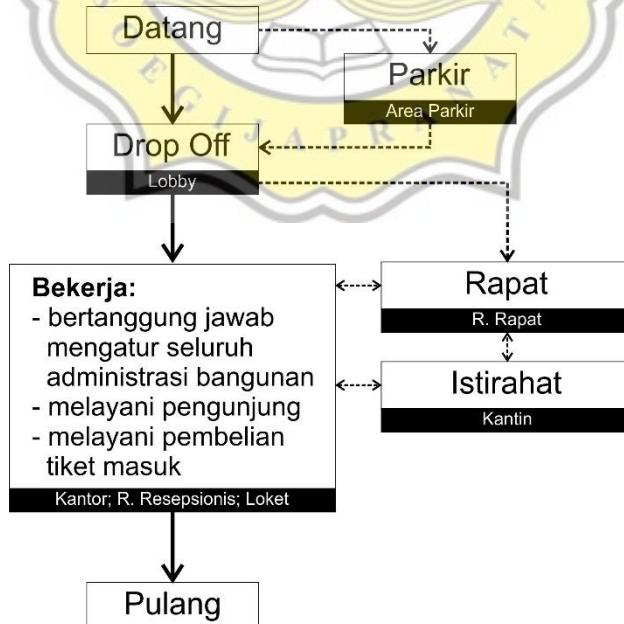 Datang
Parkir
Area Parkir
Drop Off
Lobby
Bekerja:
- bertanggung jawab
mengatur seluruh
administrasi bangunan
- melayani pengunjung
- melayani pembelian
tiket masuk
Kantor; R. Resepsionis; Loket
Rapat
R. Rapat
Istirahat
Kantin
Pulang
SOEGIJAPRANATA